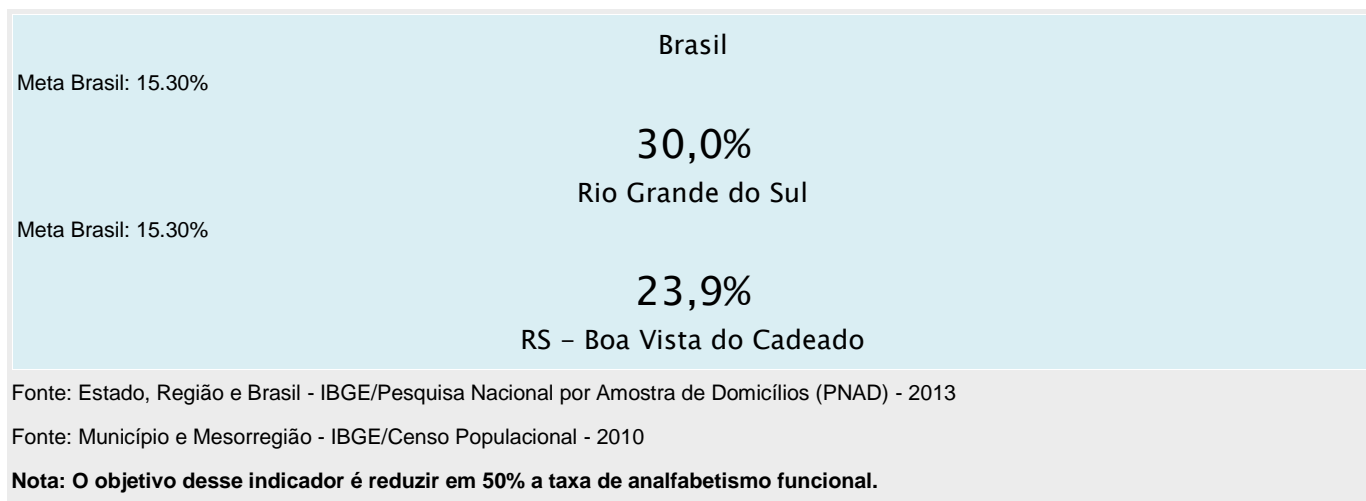 Brasil
Meta Brasil: 15.30%
30,0%
Rio Grande do Sul
Meta Brasil: 15.30%
23,9%
RS – Boa Vista do Cadeado
Fonte: Estado, Região e Brasil - IBGE/Pesquisa Nacional por Amostra de Domicílios (PNAD) - 2013
Fonte: Município e Mesorregião - IBGE/Censo Populacional - 2010
Nota: O objetivo desse indicador é reduzir em 50% a taxa de analfabetismo funcional.